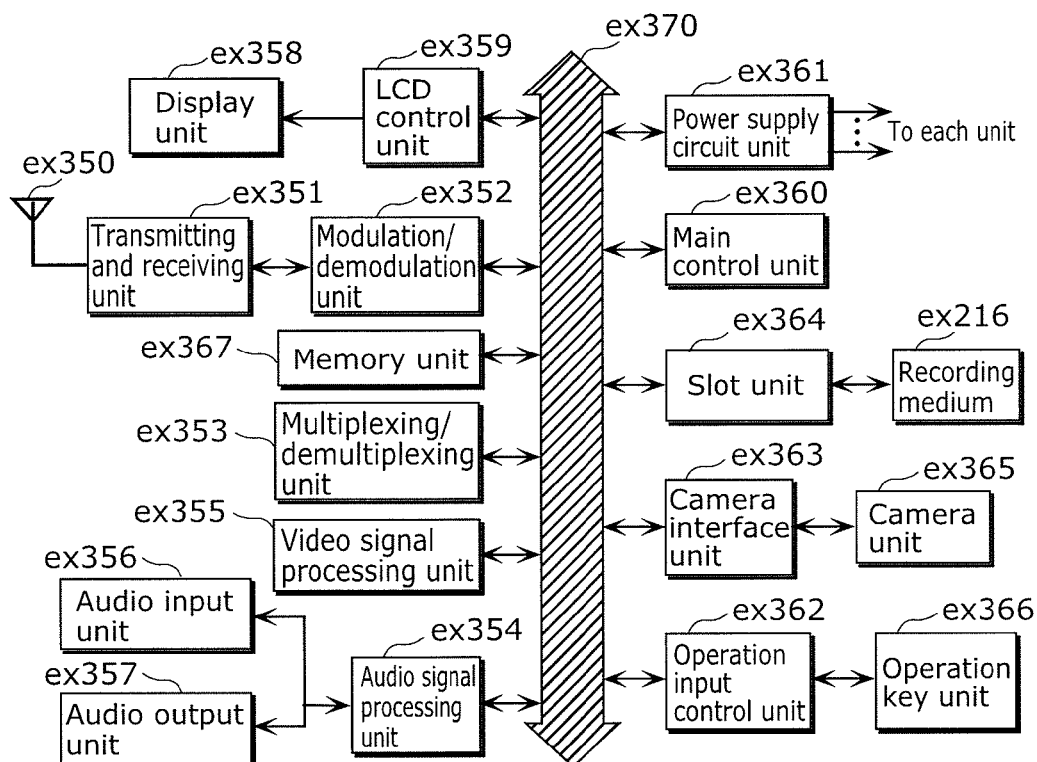 ex358
Display
unit
ex359
LCD
control
unit
ex370
ex361
Power supply
circuit unit
To each unit
ex350
ex351
Transmitting
and receiving
unit
ex352
Modulation/
demodulation
unit
ex360
Main
control unit
ex367
Memory unit
ex364
Slot unit
ex216
Recording
medium
ex353
Multiplexing/
demultiplexing
unit
ex363
Camera
interface
unit
ex365
Camera
unit
ex355
Video signal
processing unit
ex356
Audio input
unit
ex357
Audio output
unit
ex354
Audio signal
processing
unit
ex362
Operation
input
control unit
ex366
Operation
key unit